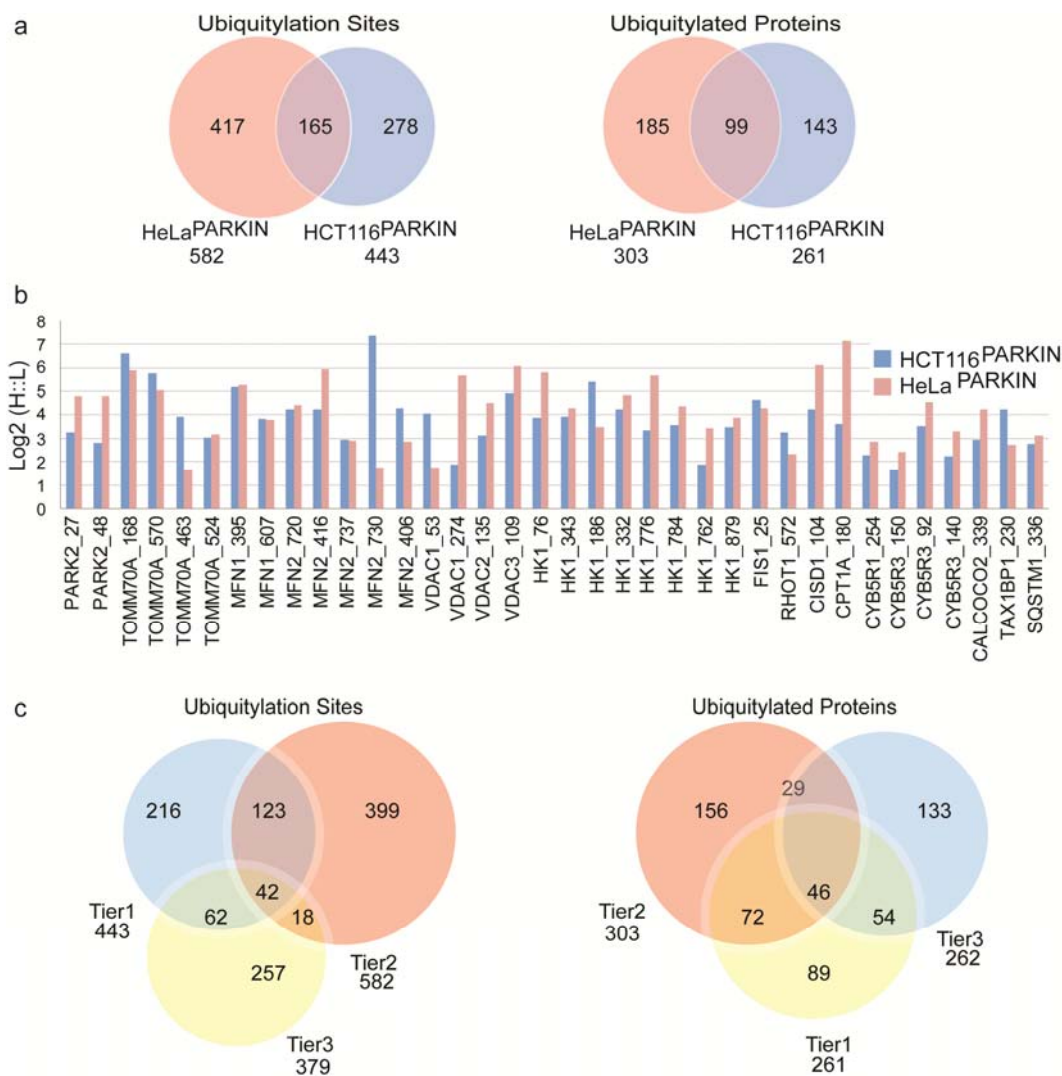 a
Ubiquitylation Sites
Ubiquitylated Proteins
417
165
278
185
99
143
HeLaPARKIN
582
HCT116PARKIN
443
HeLaPARKIN
303
HCT116PARKIN
261
b
Log2 (H::L)
8
7
6
5
4
3
2
1
0
HCT116PARKIN
HeLa PARKIN
PARK2_27
PARK2_48
TOMM70A_168
TOMM70A_570
TOMM70A_463
TOMM70A_524
MFN1_395
MFN1_607
MFN2_720
MFN2_416
MFN2_737
MFN2_730
MFN2_406
VDAC1_53
VDAC1_274
VDAC2_135
VDAC3_109
HK1_76
HK1_343
HK1_186
HK1_332
HK1_776
HK1_784
HK1_762
HK1_879
FIS1_25
RHOT1_572
CISD1_104
CPT1A_180
CYB5R1_254
CYB5R3_150
CYB5R3_92
CYB5R3_140
CALCOCO2_339
TAX1BP1_230
SQSTM1_336
c
Ubiquitylation Sites
216
123
399
42
62
18
257
Tier1
443
Tier2
582
Tier3
379
Ubiquitylated Proteins
29
156
133
46
72
54
89
Tier2
303
Tier3
262
Tier1
261